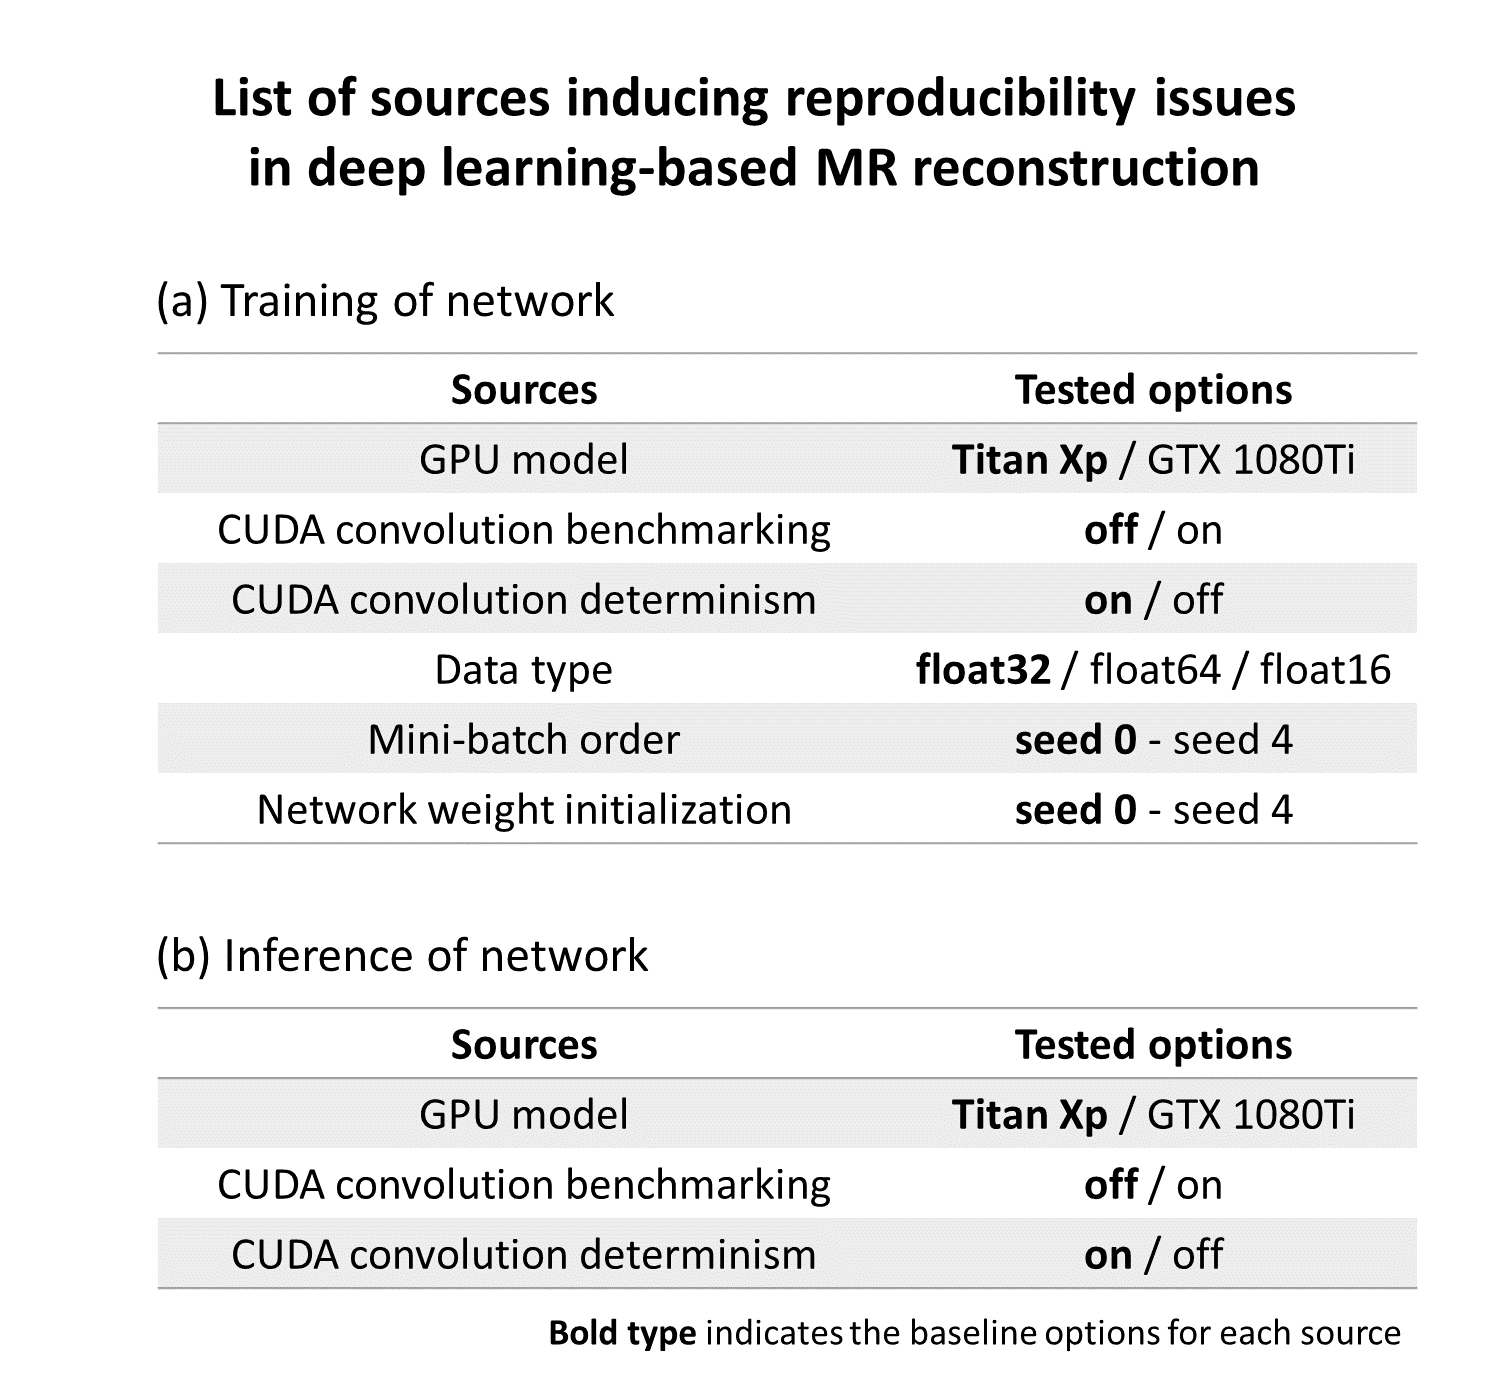 List of sources inducing reproducibility issues
in deep learning-based MR reconstruction
(a) Training of network
Sources Tested options
GPU model Titan Xp / GTX 1080Ti
CUDA convolution benchmarking off / on
CUDA convolution determinism on / off
Data type float32 / float64 / float16
Mini-batch order seed 0 - seed 4
Network weight initialization seed 0 - seed 4
(b) Inference of network
Sources Tested options
GPU model Titan Xp / GTX 1080Ti
CUDA convolution benchmarking off / on
CUDA convolution determinism on / off
Bold type indicates the baseline options for each source